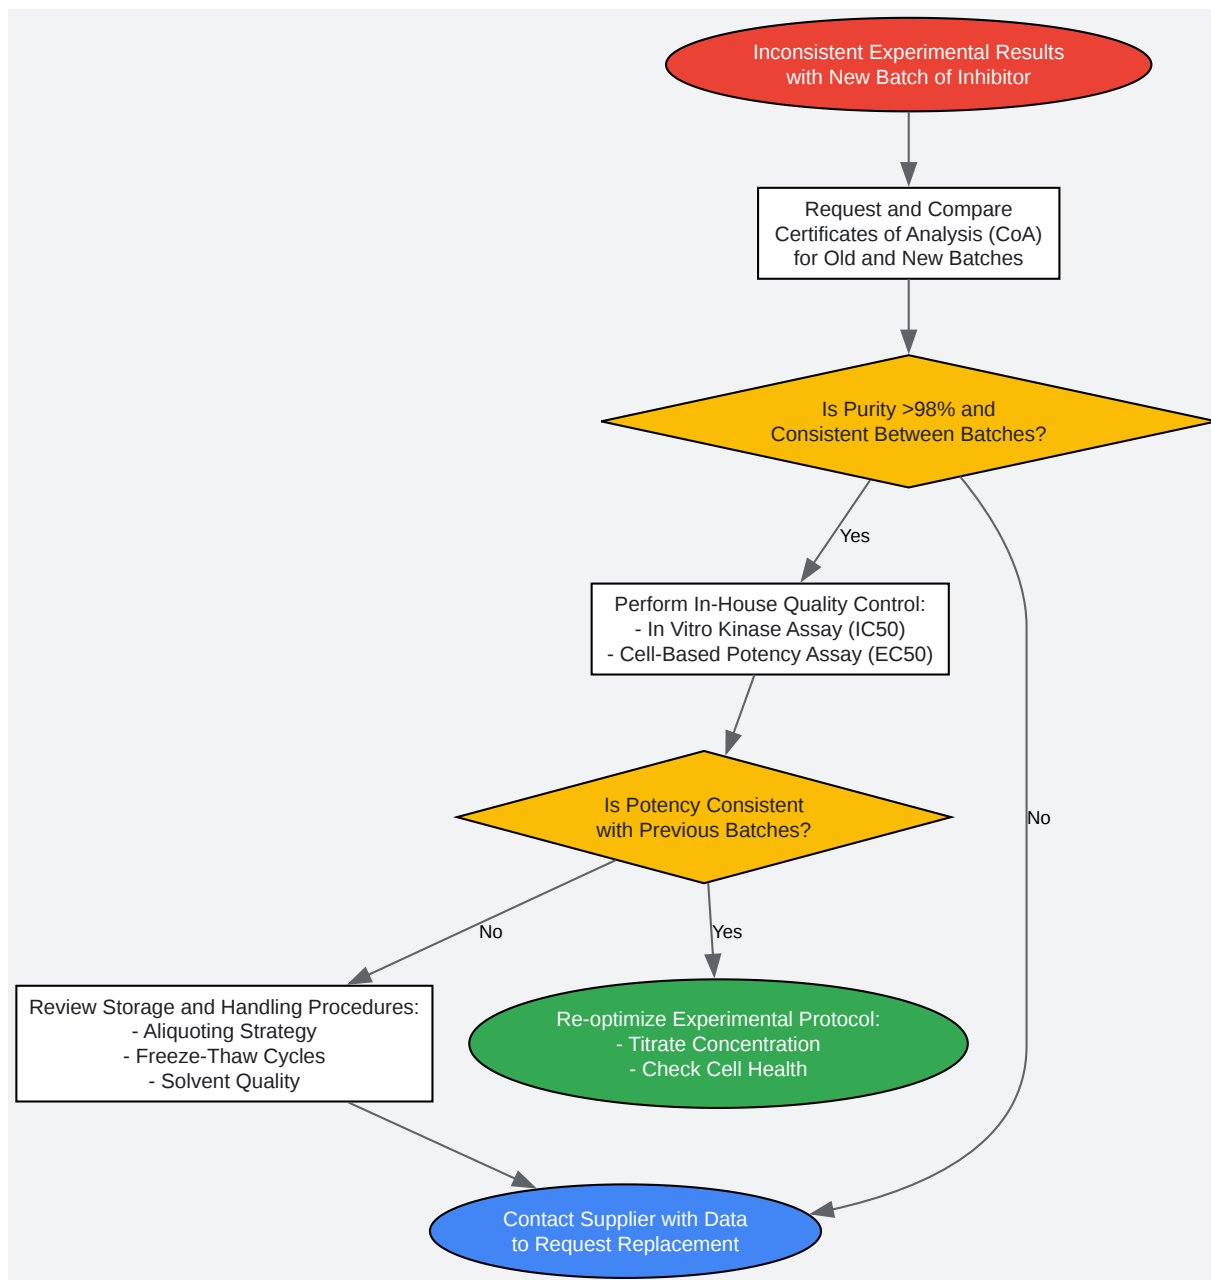 Inconsistent Experimental Results
with New Batch of Inhibitor
Request and Compare
Certificates of Analysis (CoA)
for Old and New Batches
Is Purity >98% and
Consistent Between Batches?
Yes
Perform In-House Quality Control:
- In Vitro Kinase Assay (IC50)
- Cell-Based Potency Assay (EC50)
Is Potency Consistent
with Previous Batches?
No
No
Yes
Review Storage and Handling Procedures:
- Aliquoting Strategy
- Freeze-Thaw Cycles
- Solvent Quality
Re-optimize Experimental Protocol:
- Titrate Concentration
- Check Cell Health
Contact Supplier with Data
to Request Replacement